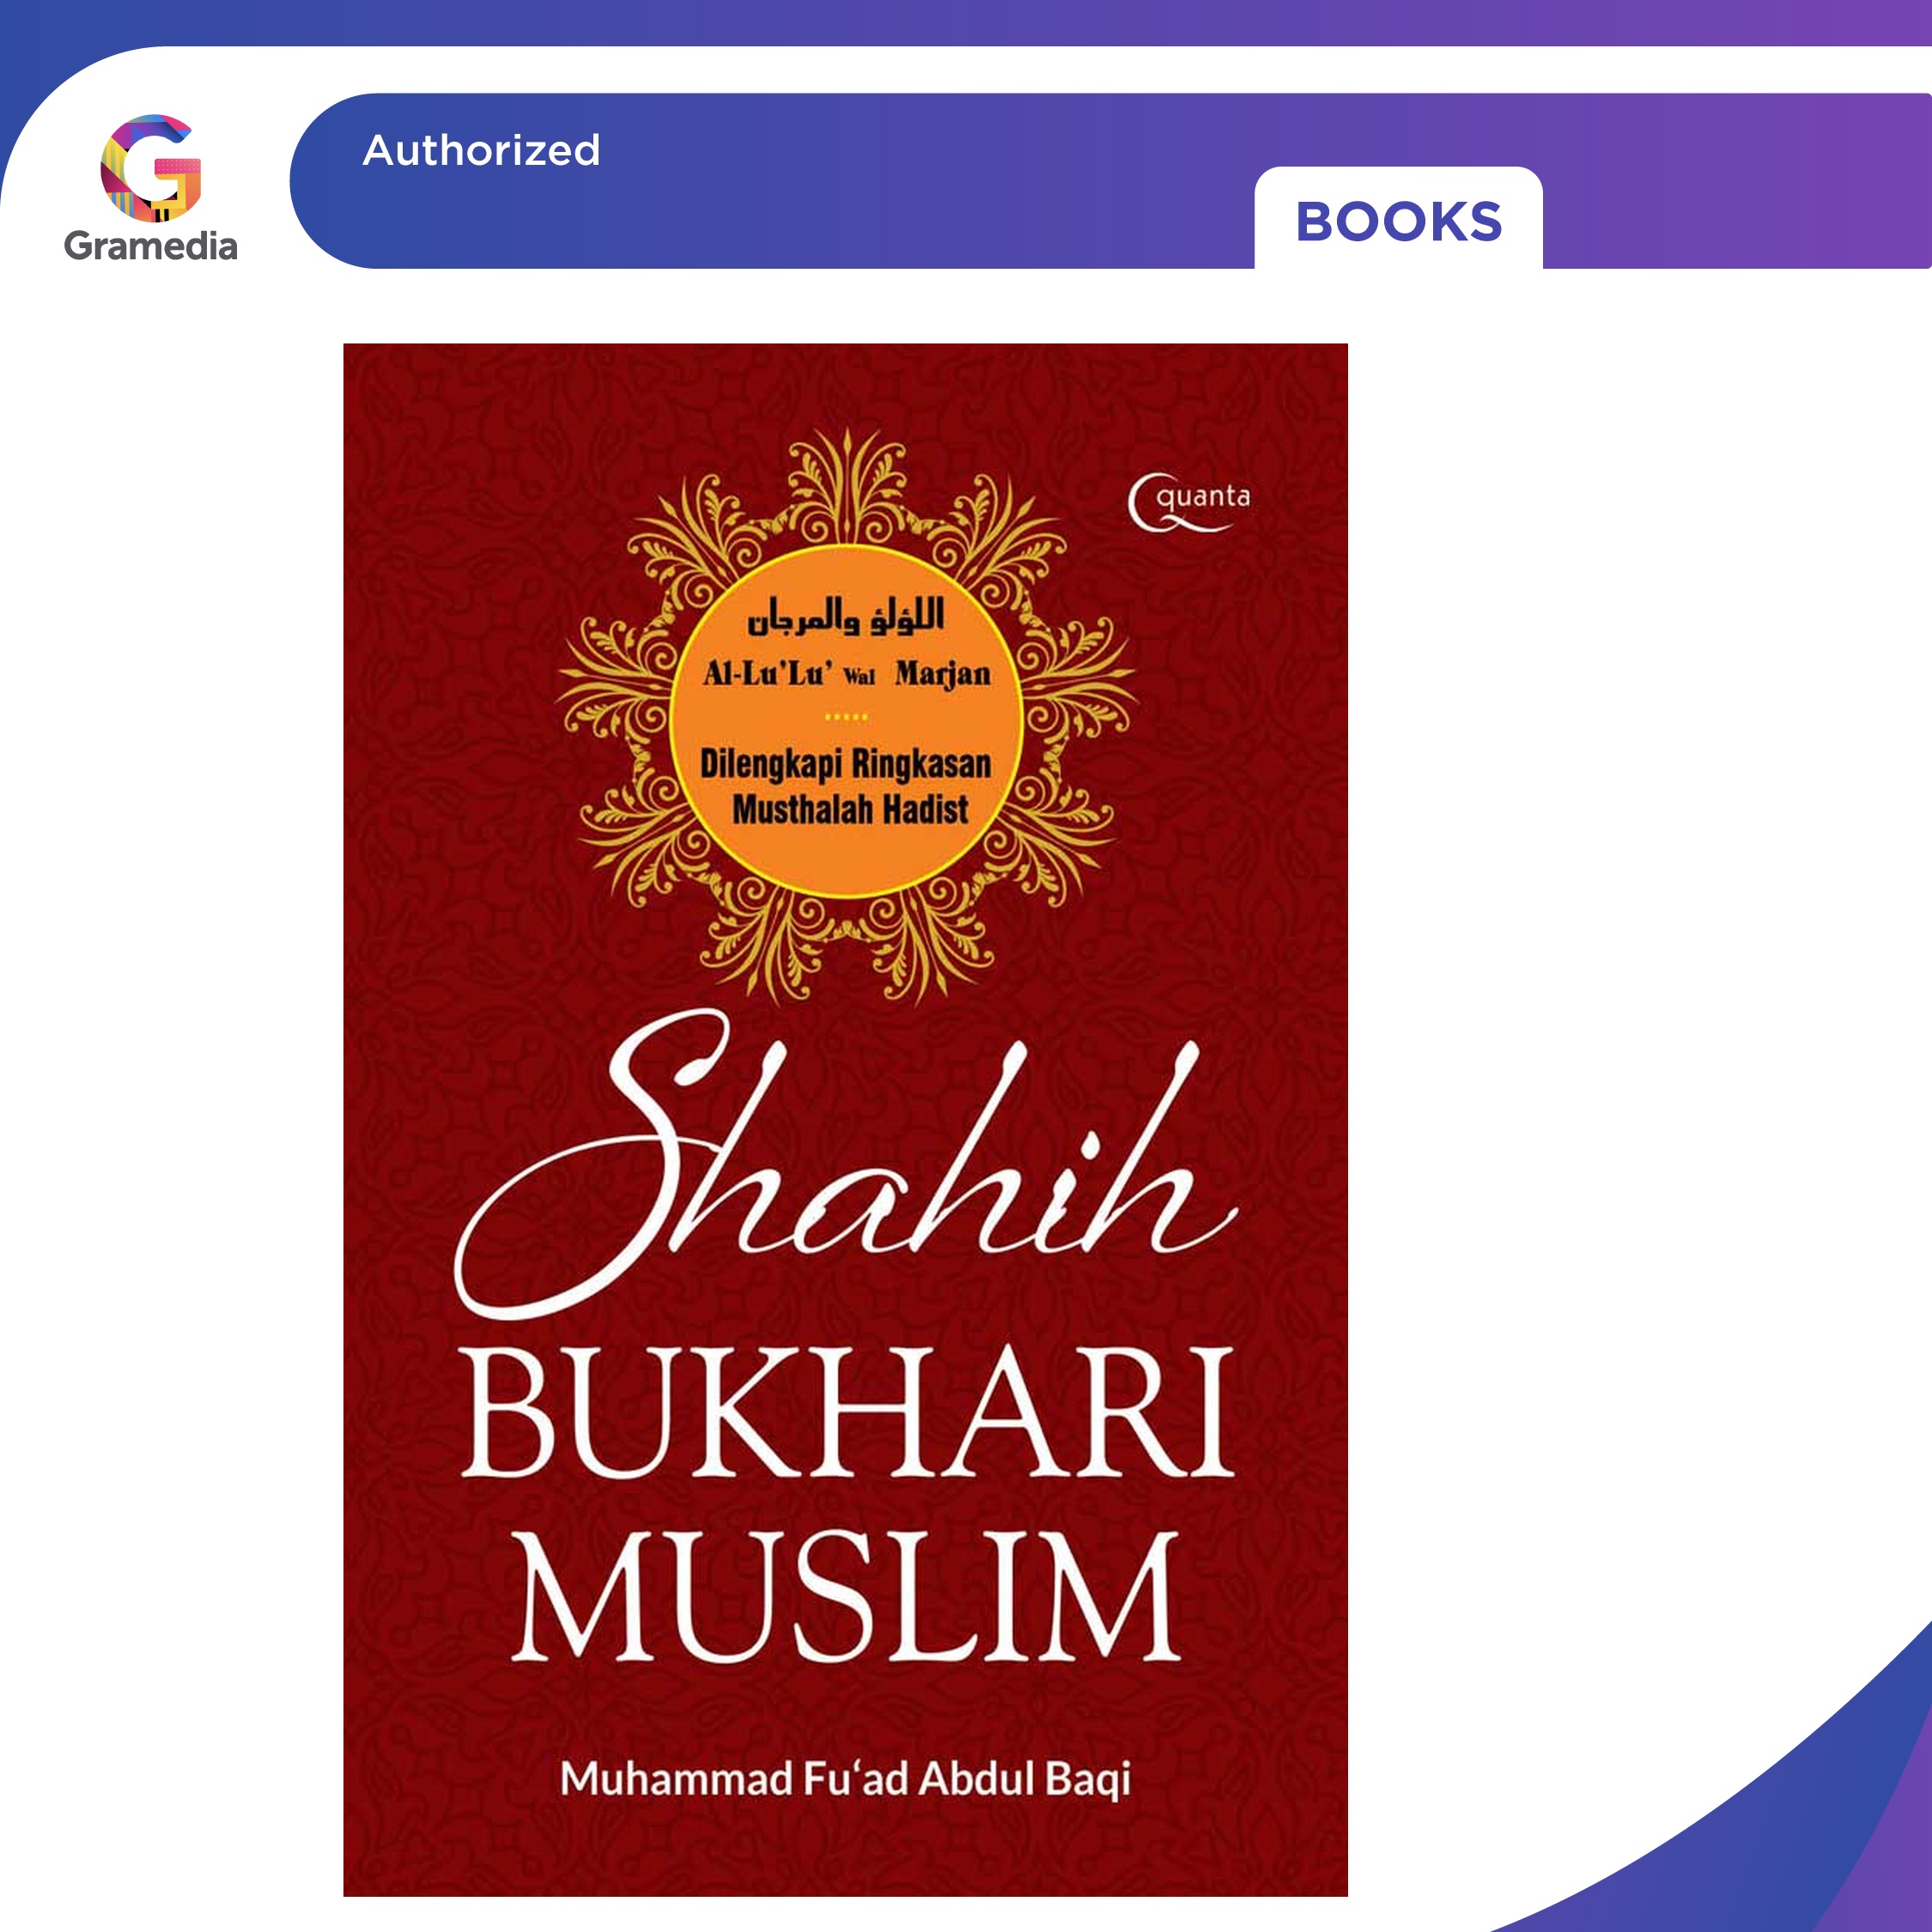 Gramedia
Authorized
BOOKS
quanta
اللؤلؤ والمرجان
Al-Lu'Lu' Wal Marjan
Dilengkapi Ringkasan
Musthalah Hadist
Shahih
BUKHARI
MUSLIM
Muhammad Fu‘ad Abdul Baqi